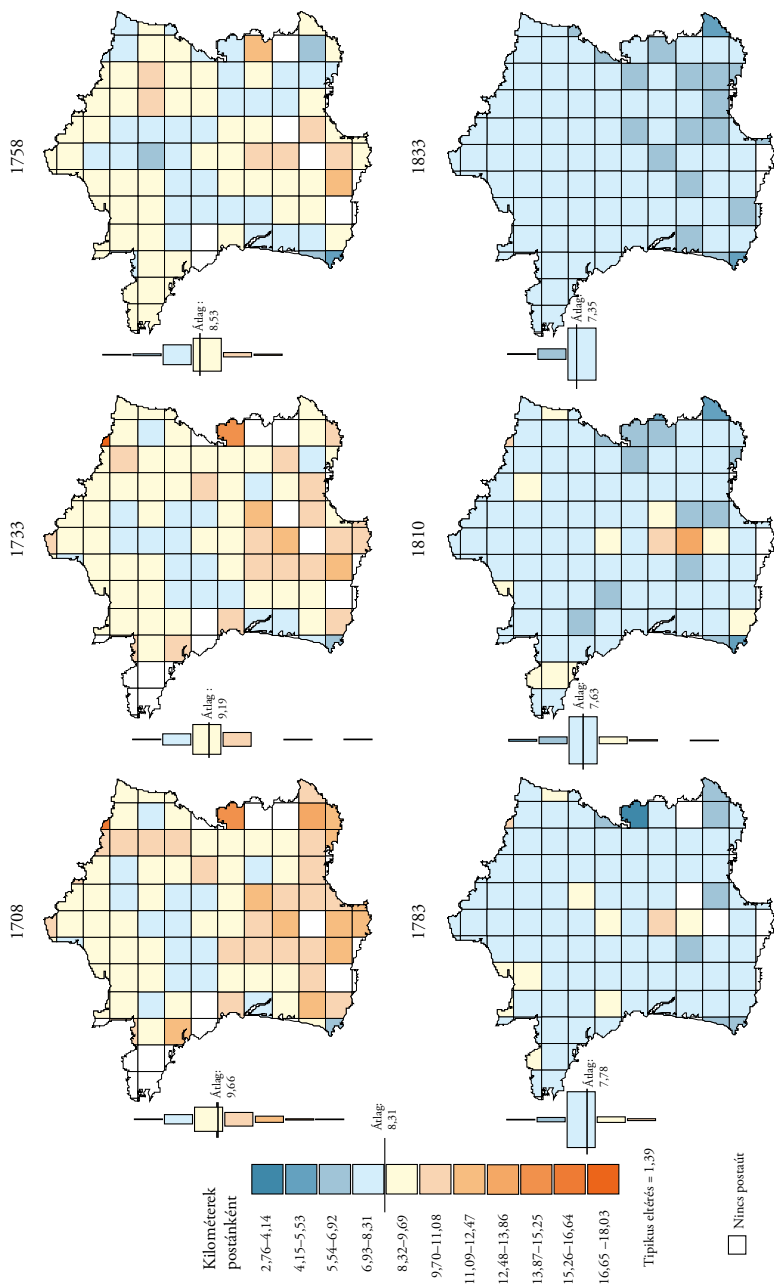 1708
1733
1758
Átlag:
9,66
Átlag :
9,19
Átlag :
8,53
1783
1810
1833
Átlag:
7,78
Átlag:
7,63
Átlag:
7,35
Kilométerek
postánként
2,76–4,14
4,15–5,53
5,54–6,92
6,93–8,31
8,32–9,69
9,70–11,08
11,09–12,47
12,48–13,86
13,87–15,25
15,26–16,64
16,65 –18,03
Átlag:
8,31
Tipikus eltérés = 1,39
Nincs postaút